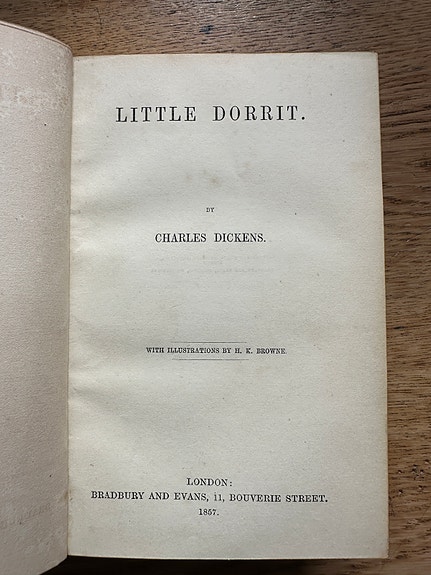 LITTLE DORRIT.
BY
CHARLES DICKENS.
WITH ILLUSTRATIONS BY H. K. BROWNE.
LONDON:
BRADBURY AND EVANS, 11, BOUVERIE STREET.
1857.